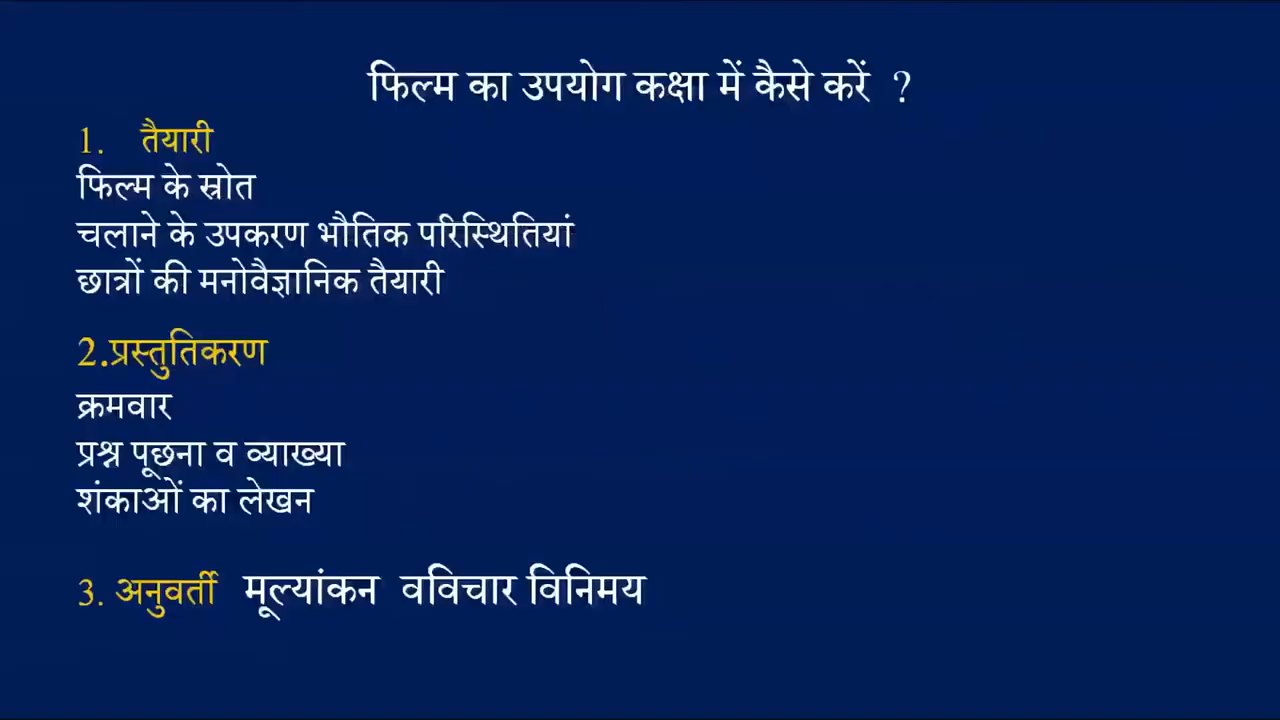 फिल्म का उपयोग कक्षा में कैसे करें ?
1. तैयारी
फिल्म के स्रोत
चलाने के उपकरण भौतिक परिस्थितियां
छात्रों की मनोवैज्ञानिक तैयारी
2.प्रस्तुतिकरण
क्रमवार
प्रश्न पूछना व व्याख्या
शंकाओं का लेखन
3. अनुवर्ती मूल्यांकन वविचार विनिमय